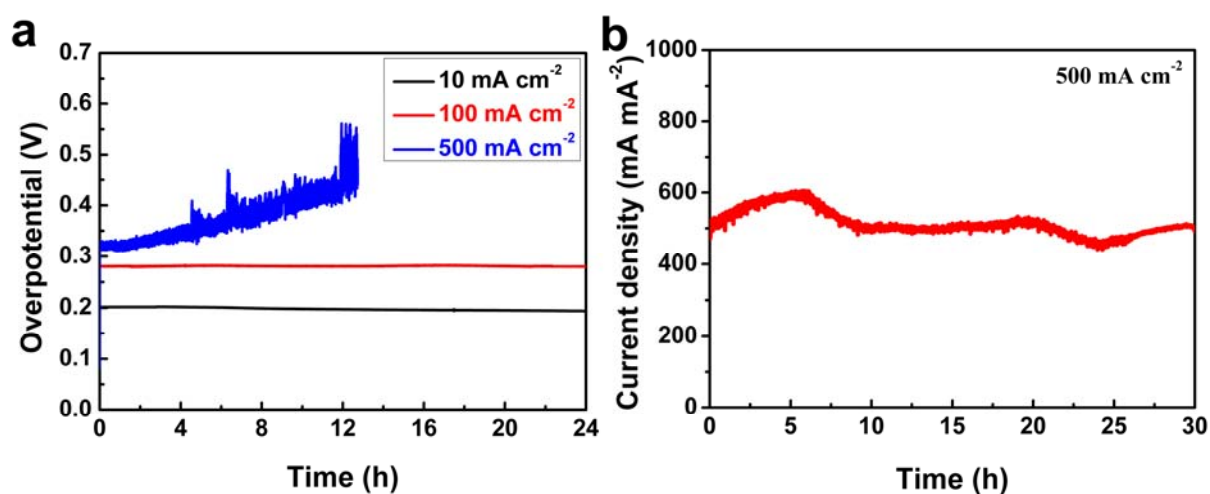 a
0.7
0.6
0.5
0.4
0.3
0.2
0.1
0.0
Overpotential (V)
10 mA cm⁻²
100 mA cm⁻²
500 mA cm⁻²
0 4 8 12 16 20 24
Time (h)
b
1000
800
600
400
200
0
Current density (mA mA⁻²)
500 mA cm⁻²
0 5 10 15 20 25 30
Time (h)